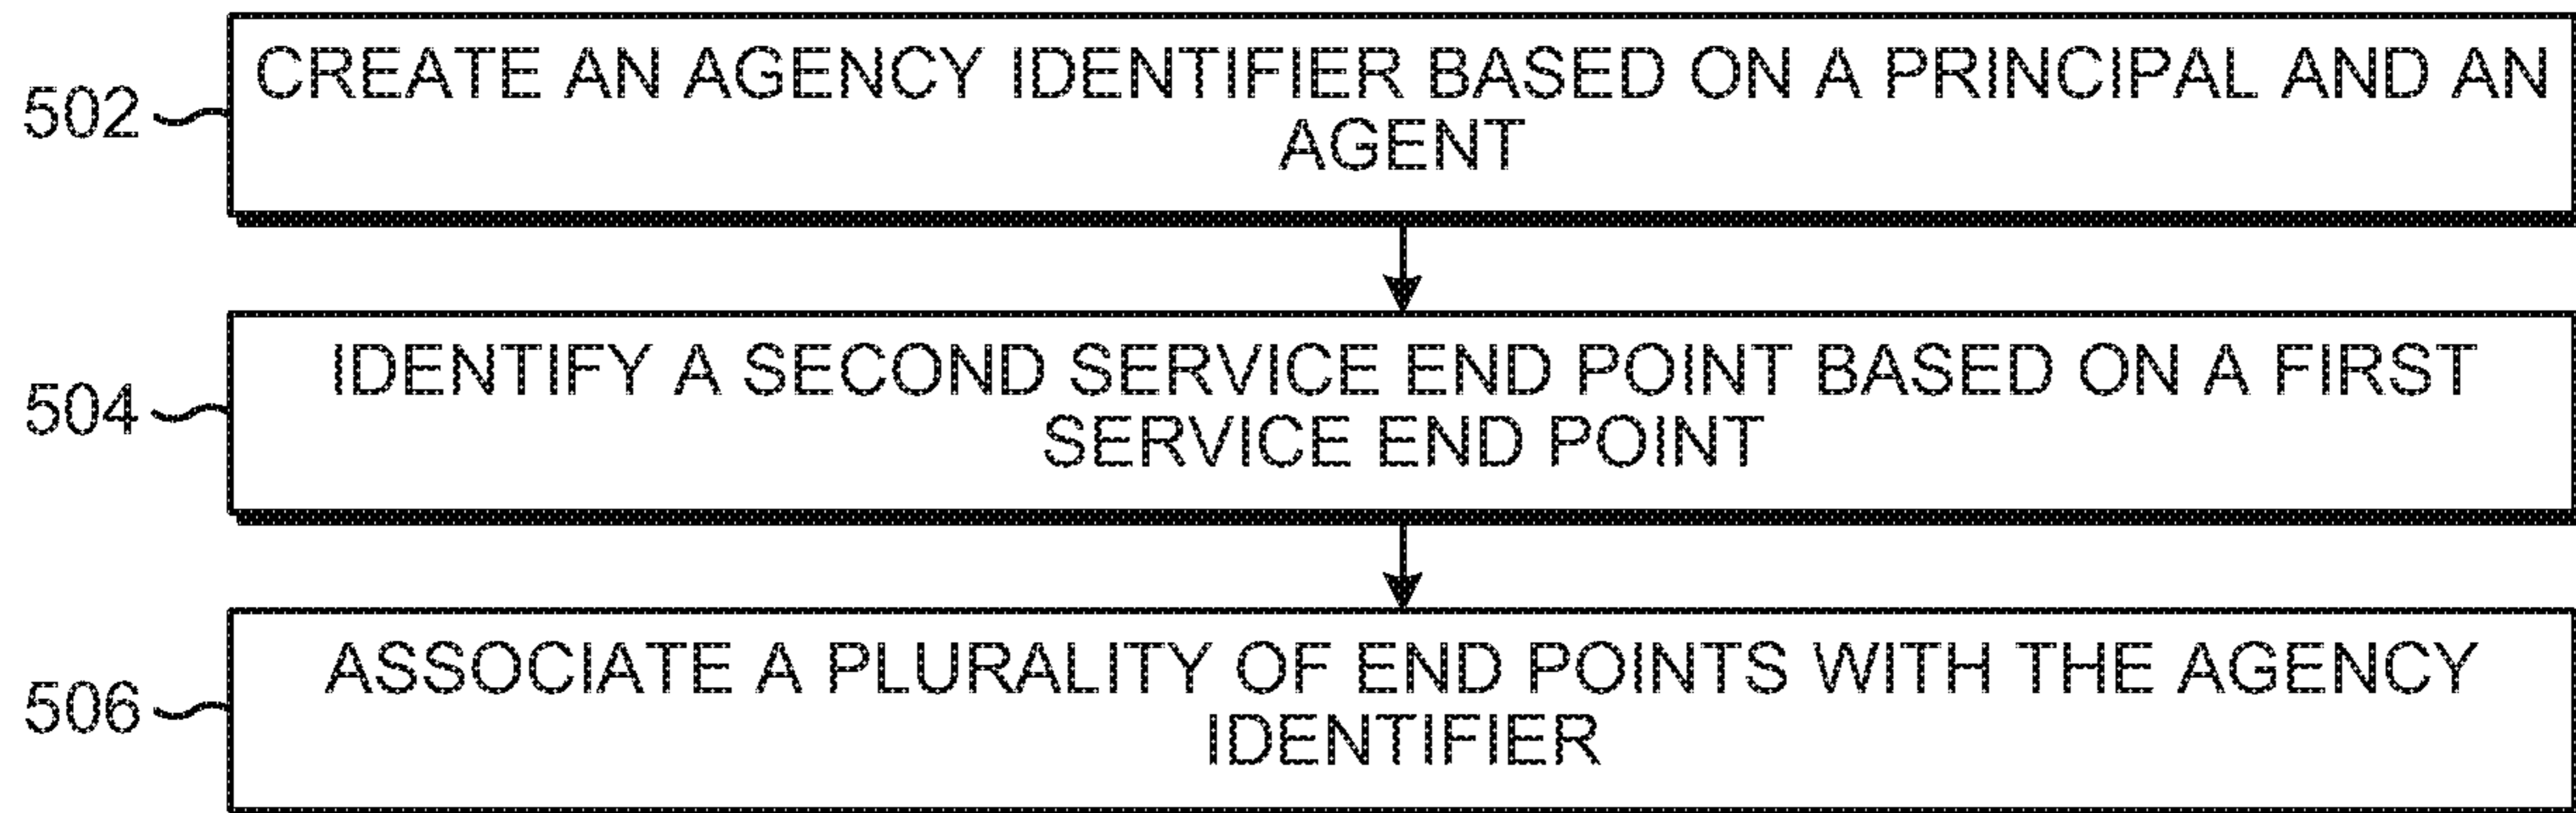 502
CREATE AN AGENCY IDENTIFIER BASED ON A PRINCIPAL AND AN
AGENT
504
IDENTIFY A SECOND SERVICE END POINT BASED ON A FIRST
SERVICE END POINT
506
ASSOCIATE A PLURALITY OF END POINTS WITH THE AGENCY
IDENTIFIER